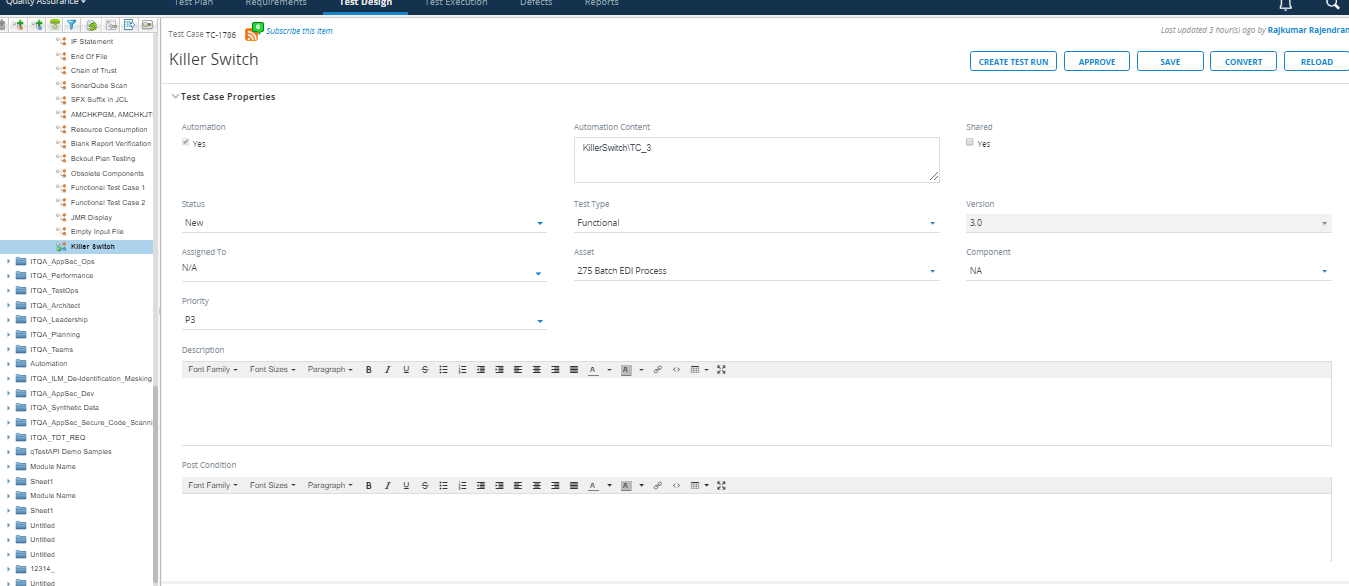 Quality Assurance
Test Plan
Requirements
Test Design
Test Execution
Defects
Reports
IF Statement
End Of File
Chain of Trust
SonarQube Scan
SFX Suffix in JCL
AMCHKPGM, AMCHKJT
Resource Consumption
Blank Report Verification
Bckout Plan Testing
Obsolete Components
Functional Test Case 1
Functional Test Case 2
JMR Display
Empty Input File
Killer Switch
ITQA_AppSec_Ops
ITQA_Performance
ITQA_TestOps
ITQA_Architect
ITQA_Leadership
ITQA_Planning
ITQA_Teams
Automation
ITQA_ILM_De-Identification_Masking
ITQA_AppSec_Dev
ITQA_Synthetic Data
ITQA_AppSec_Secure_Code_Scanni
ITQA_TDT_REQ
qTestAPI Demo Samples
Module Name
Sheet1
Module Name
Sheet1
Untitled
Untitled
Untitled
12314_
Untitled
Test Case TC-1786
0
Subscribe this item
Last updated 3 hour(s) ago by Rajkumar Rajendran
Killer Switch
CREATE TEST RUN
APPROVE
SAVE
CONVERT
RELOAD
Test Case Properties
Automation
Yes
Automation Content
KillerSwitch\TC_3
Shared
Yes
Status
New
Test Type
Functional
Version
3.0
Assigned To
N/A
Asset
275 Batch EDI Process
Component
NA
Priority
P3
Description
Font Family Font Sizes Paragraph B I U S A A
Post Condition
Font Family Font Sizes Paragraph B I U S A A